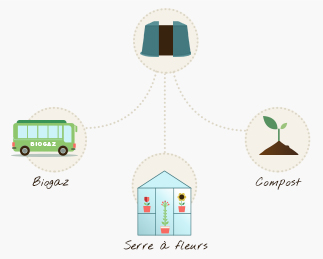 BIOGAZ
Biogaz
Compost
Serre à fleurs